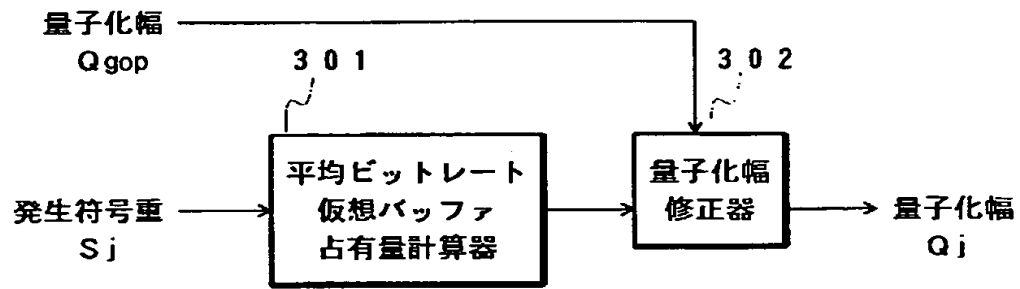 量子化幅
Qgop
301
302
平均ビットレート
仮想バッファ
占有量計算器
量子化幅
修正器
発生符号重
Sj
量子化幅
Qj